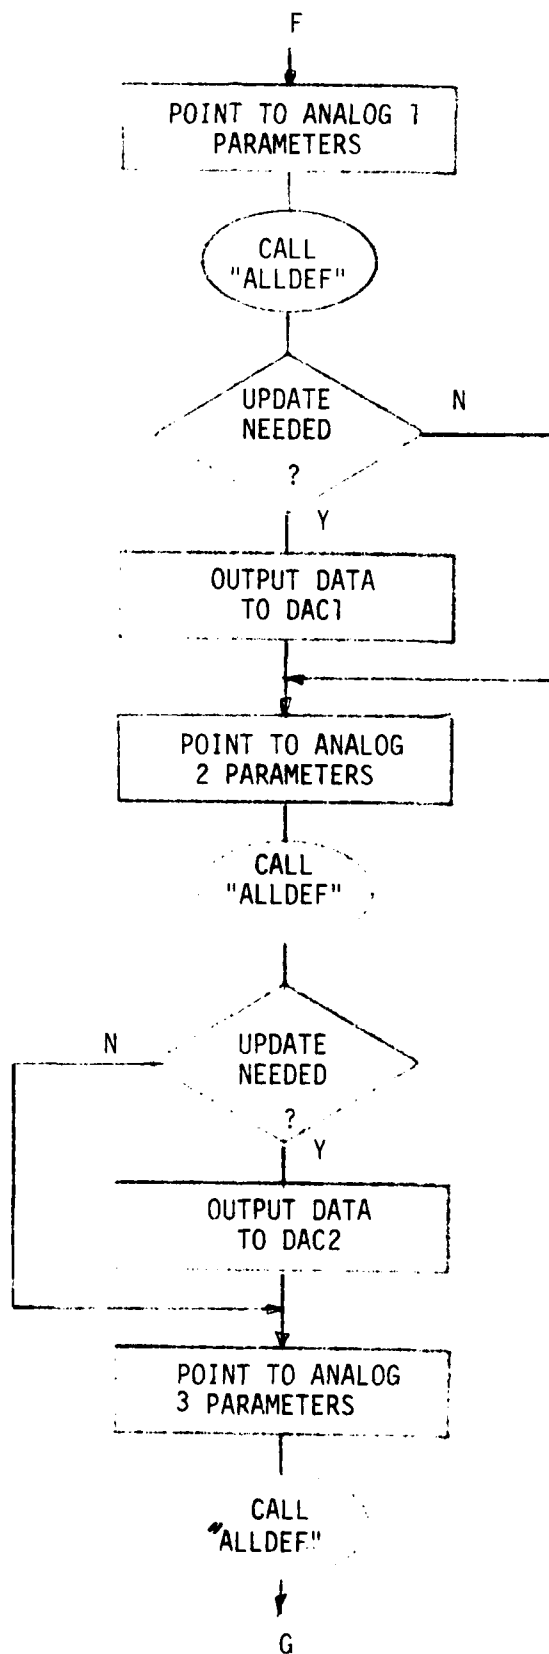 F
POINT TO ANALOG 1
PARAMETERS
CALL
"ALLDEF"
UPDATE
NEEDED
?
N
Y
OUTPUT DATA
TO DAC1
POINT TO ANALOG
2 PARAMETERS
CALL
"ALLDEF"
N
UPDATE
NEEDED
?
Y
OUTPUT DATA
TO DAC2
POINT TO ANALOG
3 PARAMETERS
CALL
"ALLDEF"
G